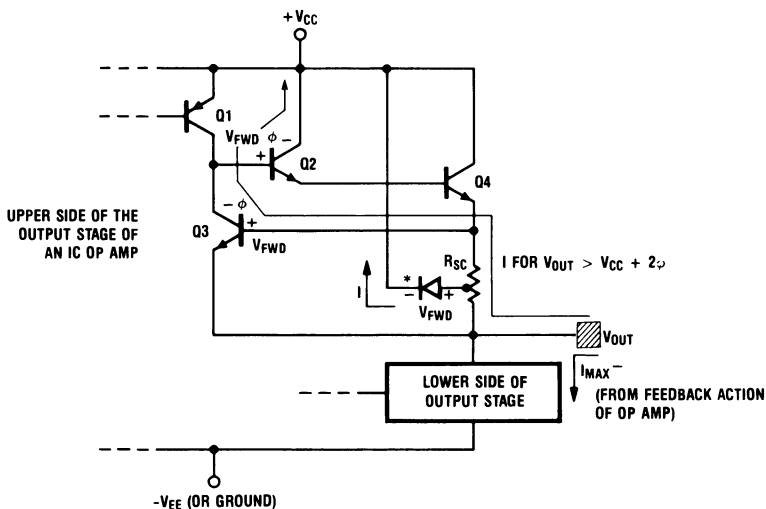 +VCC
Q1
VFWD ϕ −
+ Q2
Q4
UPPER SIDE OF THE
OUTPUT STAGE OF
AN IC OP AMP
− ϕ
Q3
+
VFWD
RSC
I FOR VOUT > VCC + 2φ
I
*
− +
VFWD
VOUT
LOWER SIDE OF
OUTPUT STAGE
IMAX−
(FROM FEEDBACK ACTION
OF OP AMP)
-VEE (OR GROUND)